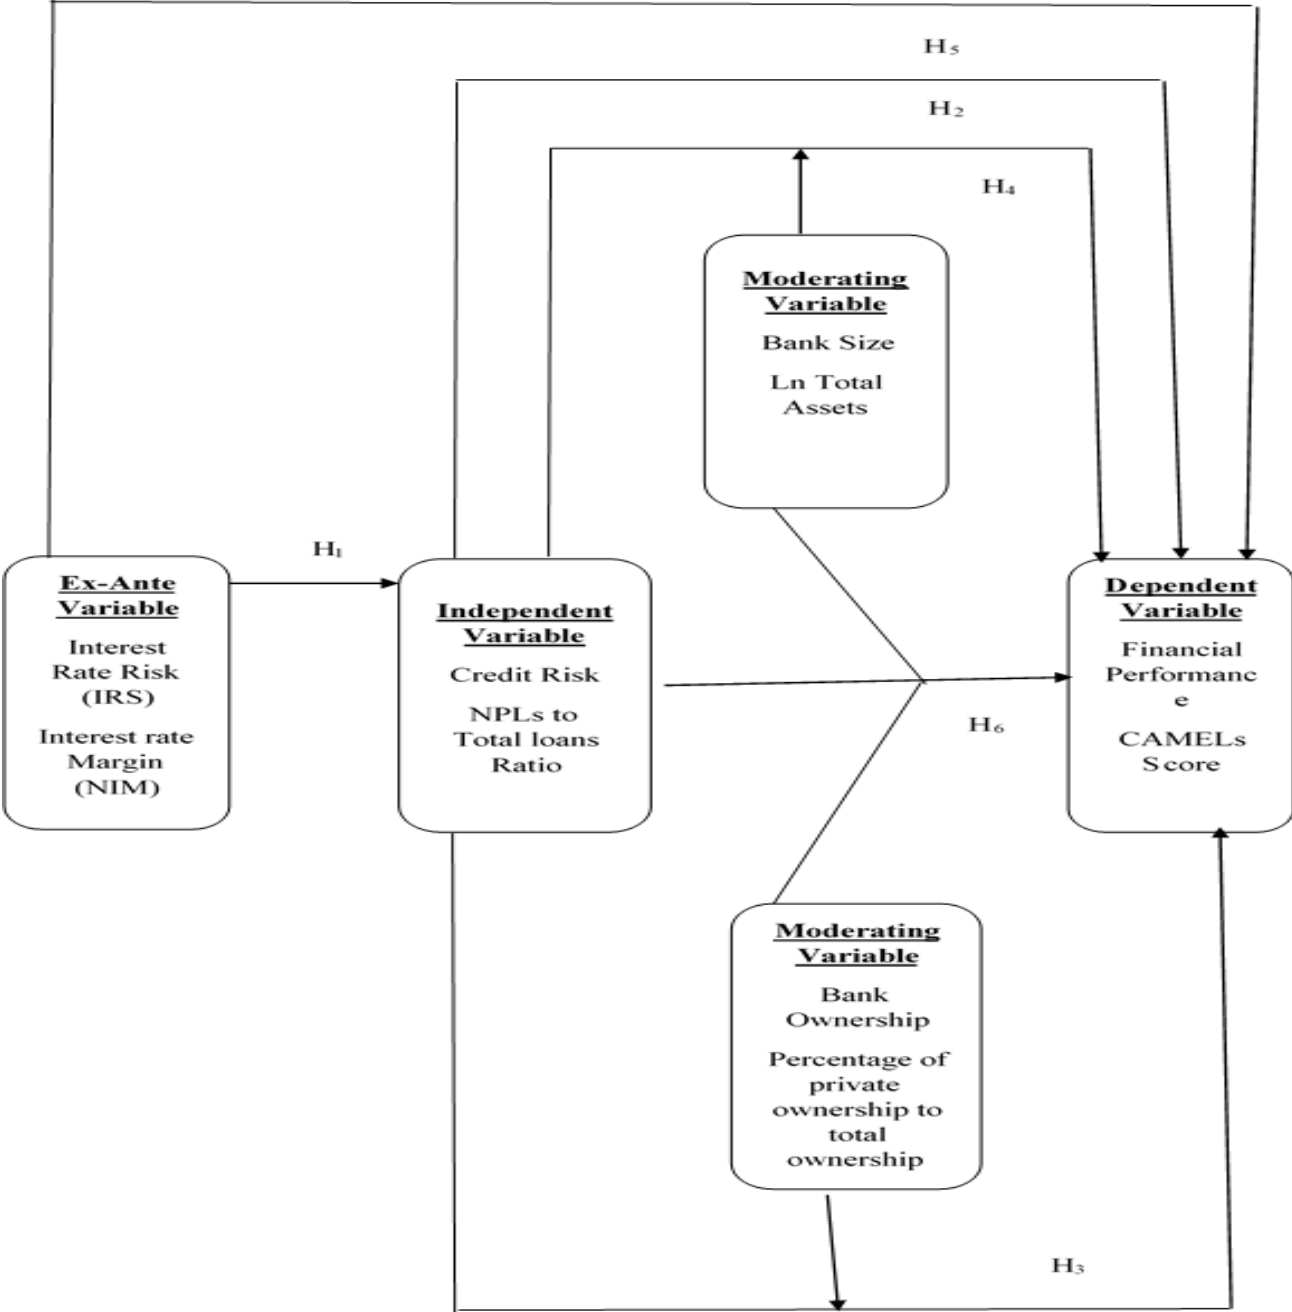 H₅
H₂
H₄
Moderating
Variable
Bank Size
Ln Total
Assets
H₁
Ex-Ante
Variable
Interest
Rate Risk
(IRS)
Interest rate
Margin
(NIM)
Independent
Variable
Credit Risk
NPLs to
Total loans
Ratio
Dependent
Variable
Financial
Performanc
e
CAMELs
Score
H₆
Moderating
Variable
Bank
Ownership
Percentage of
private
ownership to
total
ownership
H₃